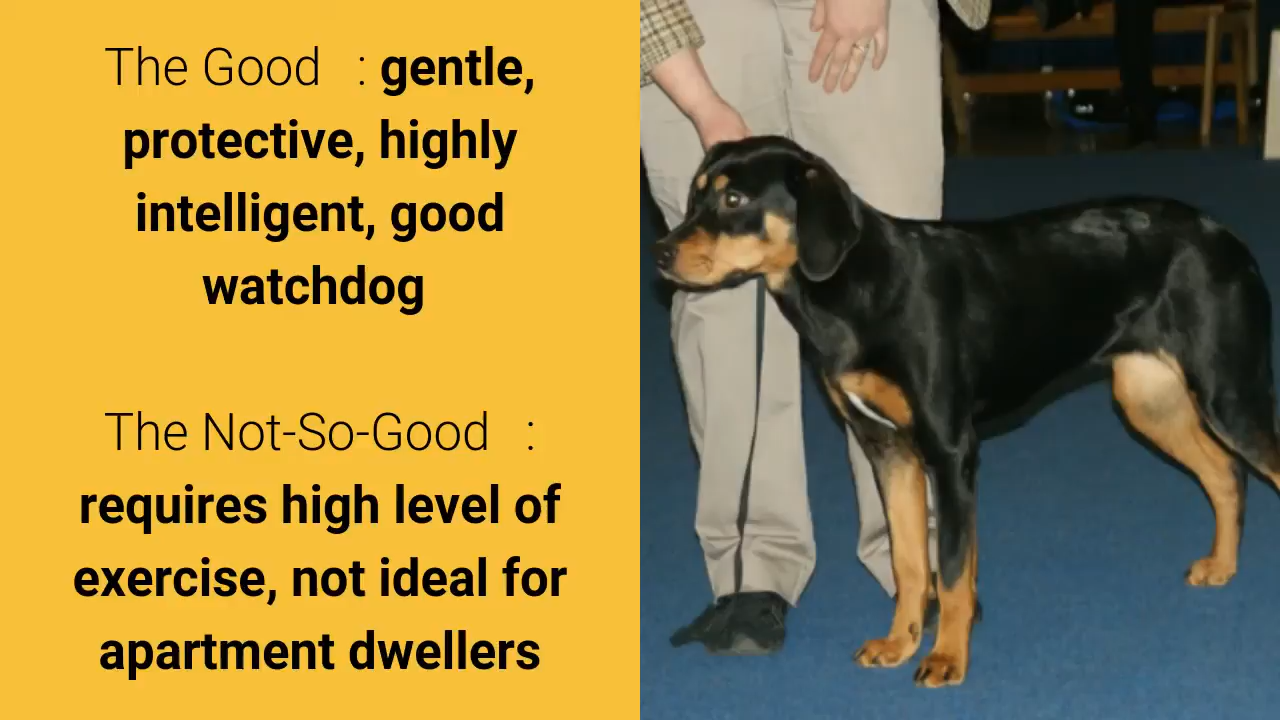 The Good : gentle,
protective, highly
intelligent, good
watchdog
The Not-So-Good :
requires high level of
exercise, not ideal for
apartment dwellers